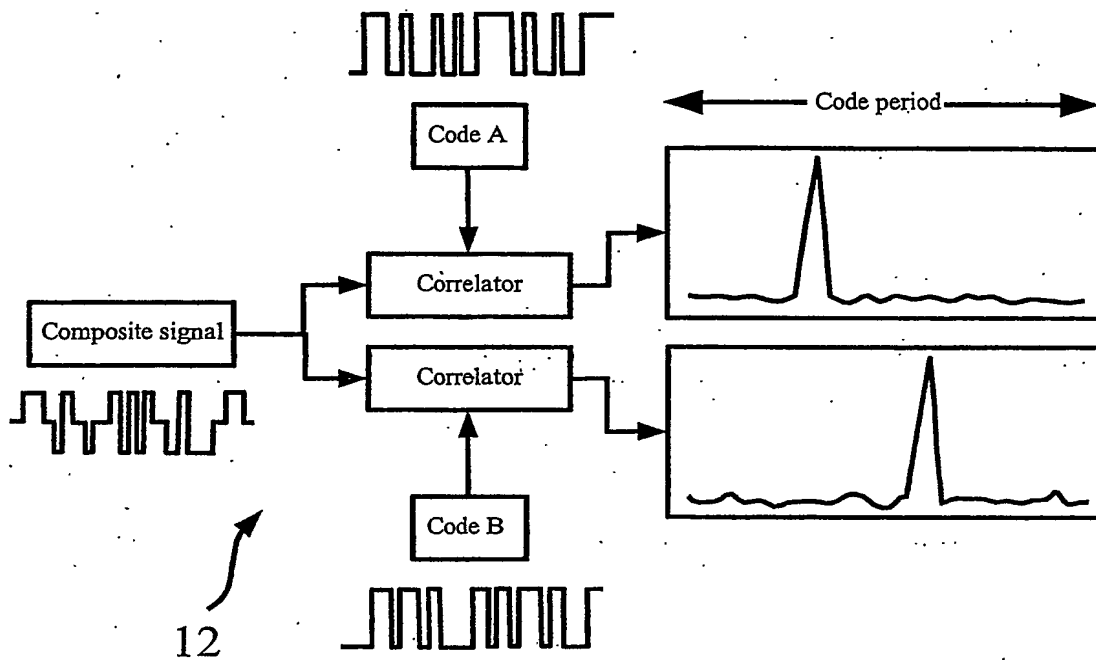 Code period
Code A
Correlator
Composite signal
Correlator
Code B
12